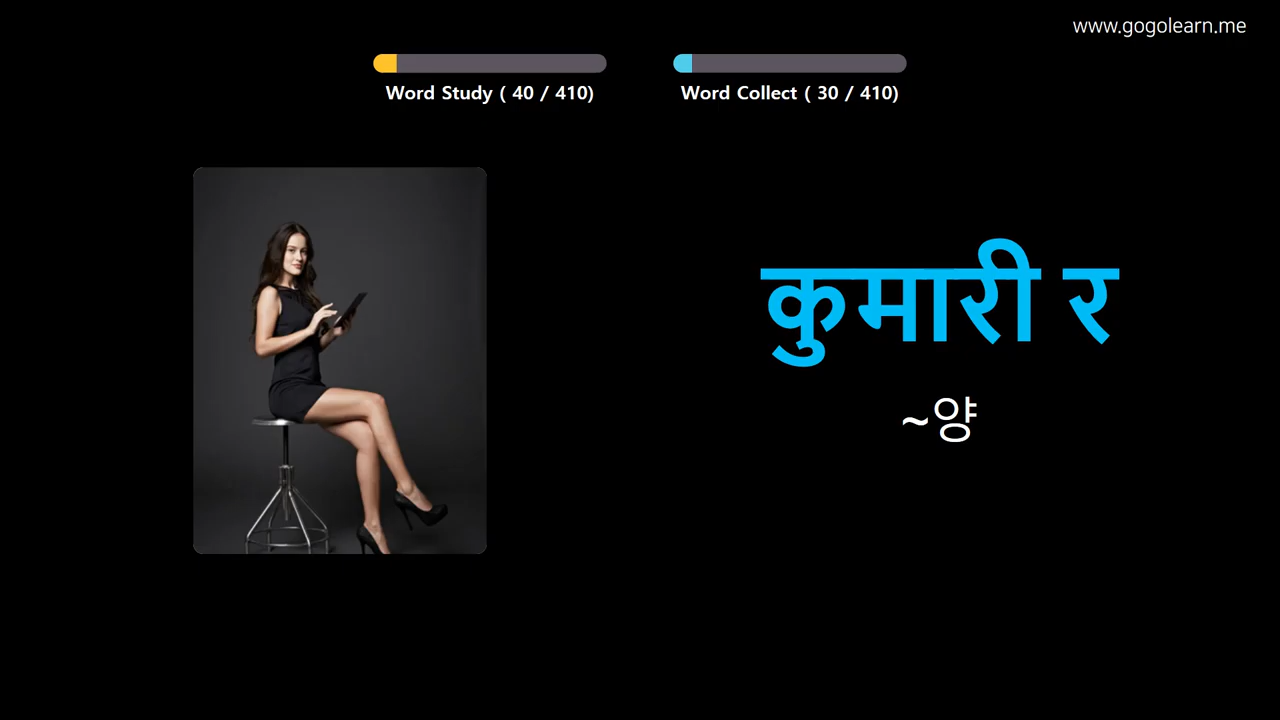 www.gogolearn.me
Word Study ( 40 / 410)
Word Collect ( 30 / 410)
कुमारी र
~양